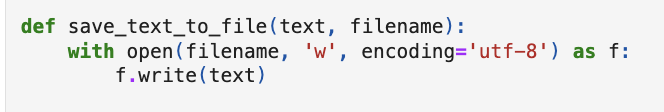 def save_text_to_file(text, filename):
    with open(filename, 'w', encoding='utf-8') as f:
        f.write(text)